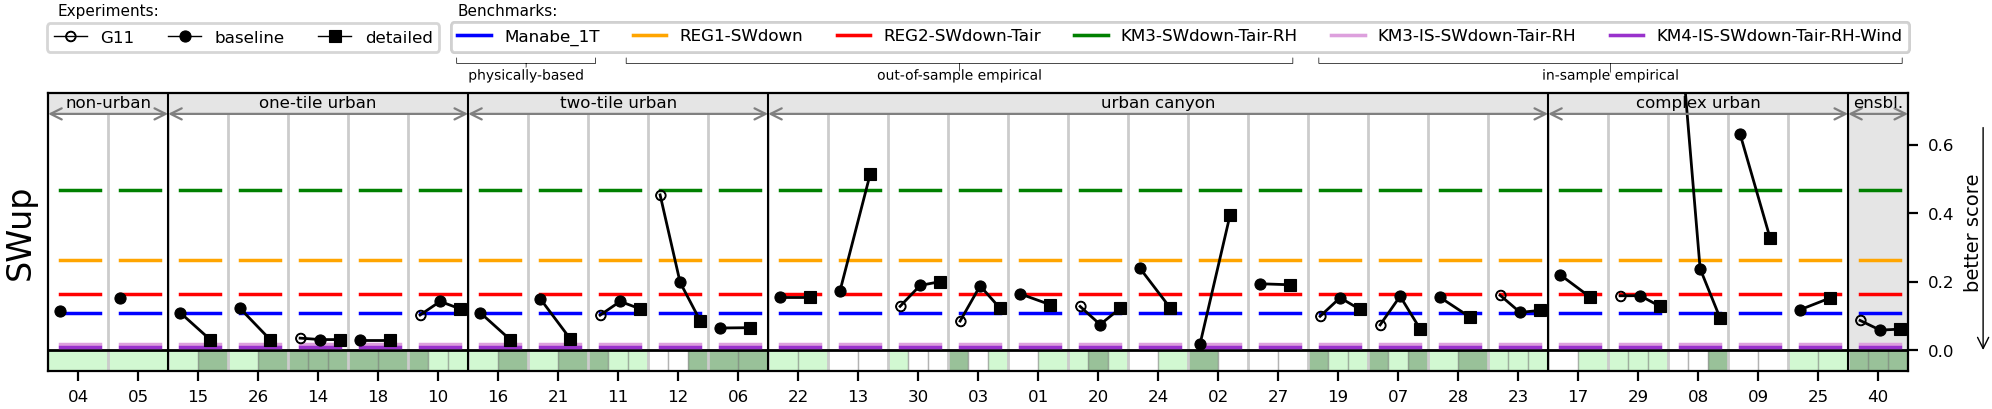 Experiments:
Benchmarks:
G11 baseline detailed
Manabe_1T REG1-SWdown REG2-SWdown-Tair KM3-SWdown-Tair-RH KM3-IS-SWdown-Tair-RH KM4-IS-SWdown-Tair-RH-Wind
physically-based out-of-sample empirical in-sample empirical
non-urban one-tile urban two-tile urban urban canyon complex urban ensbl.
SWup
0.6
0.4
0.2
0.0
better score
04 05 15 26 14 18 10 16 21 11 12 06 22 13 30 03 01 20 24 02 27 19 07 28 23 17 29 08 09 25 40